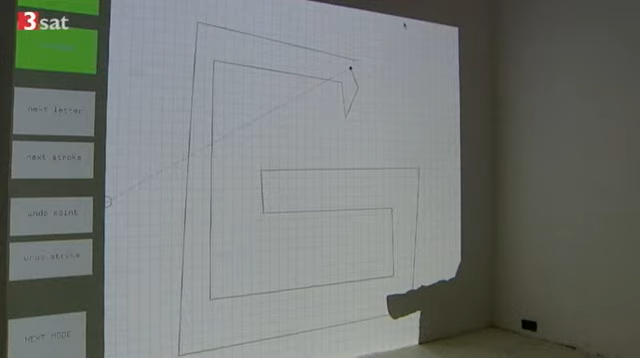 3sat
next letter
next stroke
undo point
undo stroke
NEXT MODE